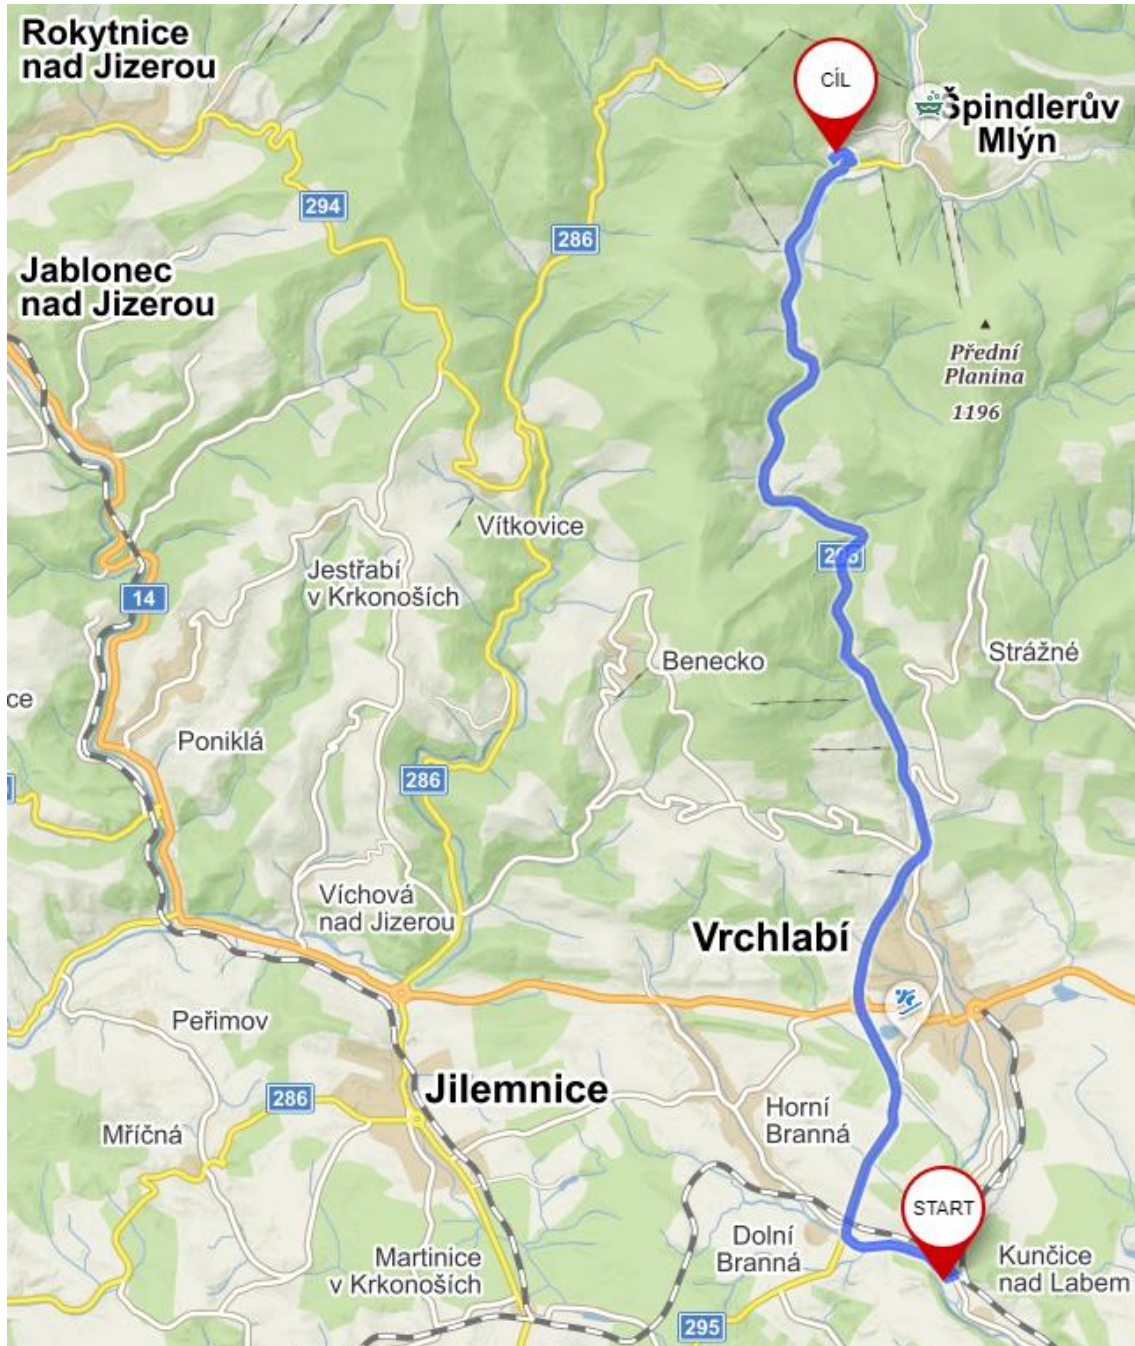 Rokytnice
nad Jizerou
CÍL
Špindlerův
Mlýn
294
286
Jablonec
nad Jizerou
Přední
Planina
1196
Vítkovice
295
Jestřabí
v Krkonoších
14
Benecko
Strážné
ce
Poniklá
286
Víchová
nad Jizerou
Vrchlabí
Peřimov
Jilemnice
286
Horní
Branná
Mříčná
START
Dolní
Branná
Martinice
v Krkonoších
Kunčice
nad Labem
295